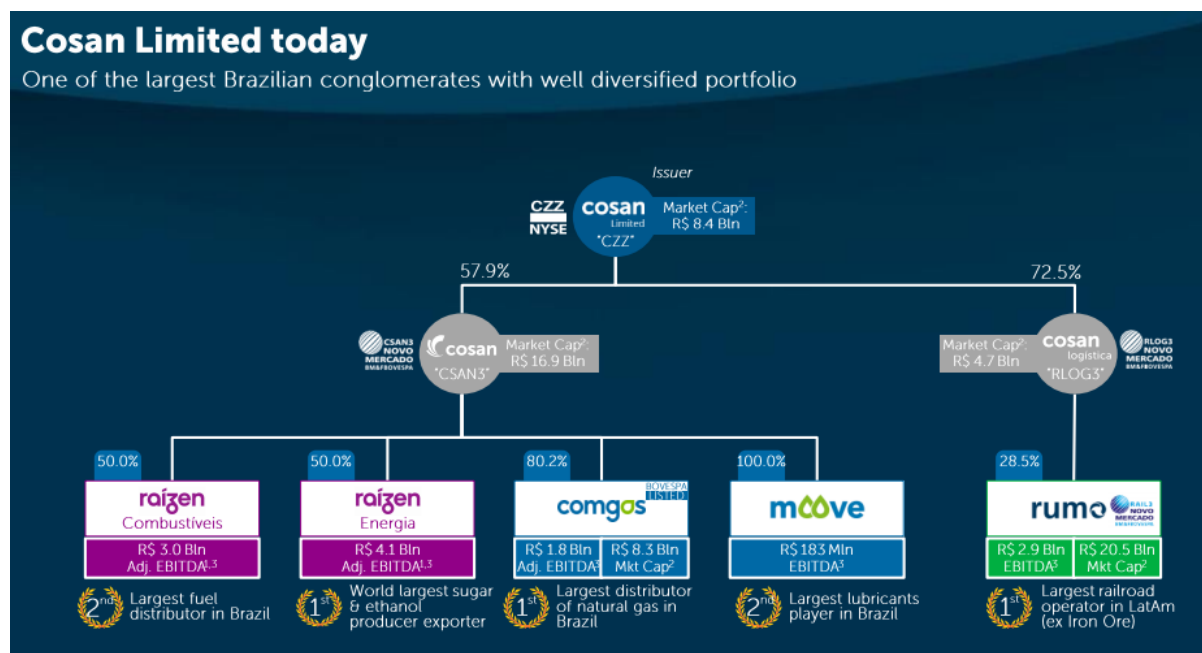 Cosan Limited today
One of the largest Brazilian conglomerates with well diversified portfolio
Issuer
CZZ
NYSE
cosan
Limited
"CZZ"
Market Cap²:
R$ 8.4 Bln
57.9%
72.5%
CSAN3
NOVO
MERCADO
BM&FBOVESPA
cosan
"CSAN3"
Market Cap²:
R$ 16.9 Bln
Market Cap²:
R$ 4.7 Bln
cosan
logística
"RLOG3"
RLOG3
NOVO
MERCADO
BM&FBOVESPA
50.0%
raízen
Combustíveis
R$ 3.0 Bln
Adj. EBITDA¹,³
2nd
Largest fuel
distributor in Brazil
50.0%
raízen
Energia
R$ 4.1 Bln
Adj. EBITDA¹,³
1st
World largest sugar
& ethanol
producer exporter
80.2%
BOVESPA
LISTED
comgas
R$ 1.8 Bln
Adj. EBITDA³
R$ 8.3 Bln
Mkt Cap²
1st
Largest distributor
of natural gas in
Brazil
100.0%
moove
R$ 183 Mln
EBITDA³
2nd
Largest lubricants
player in Brazil
28.5%
rumo
RAIL3
NOVO
MERCADO
BM&FBOVESPA
R$ 2.9 Bln
EBITDA³
R$ 20.5 Bln
Mkt Cap²
1st
Largest railroad
operator in LatAm
(ex Iron Ore)